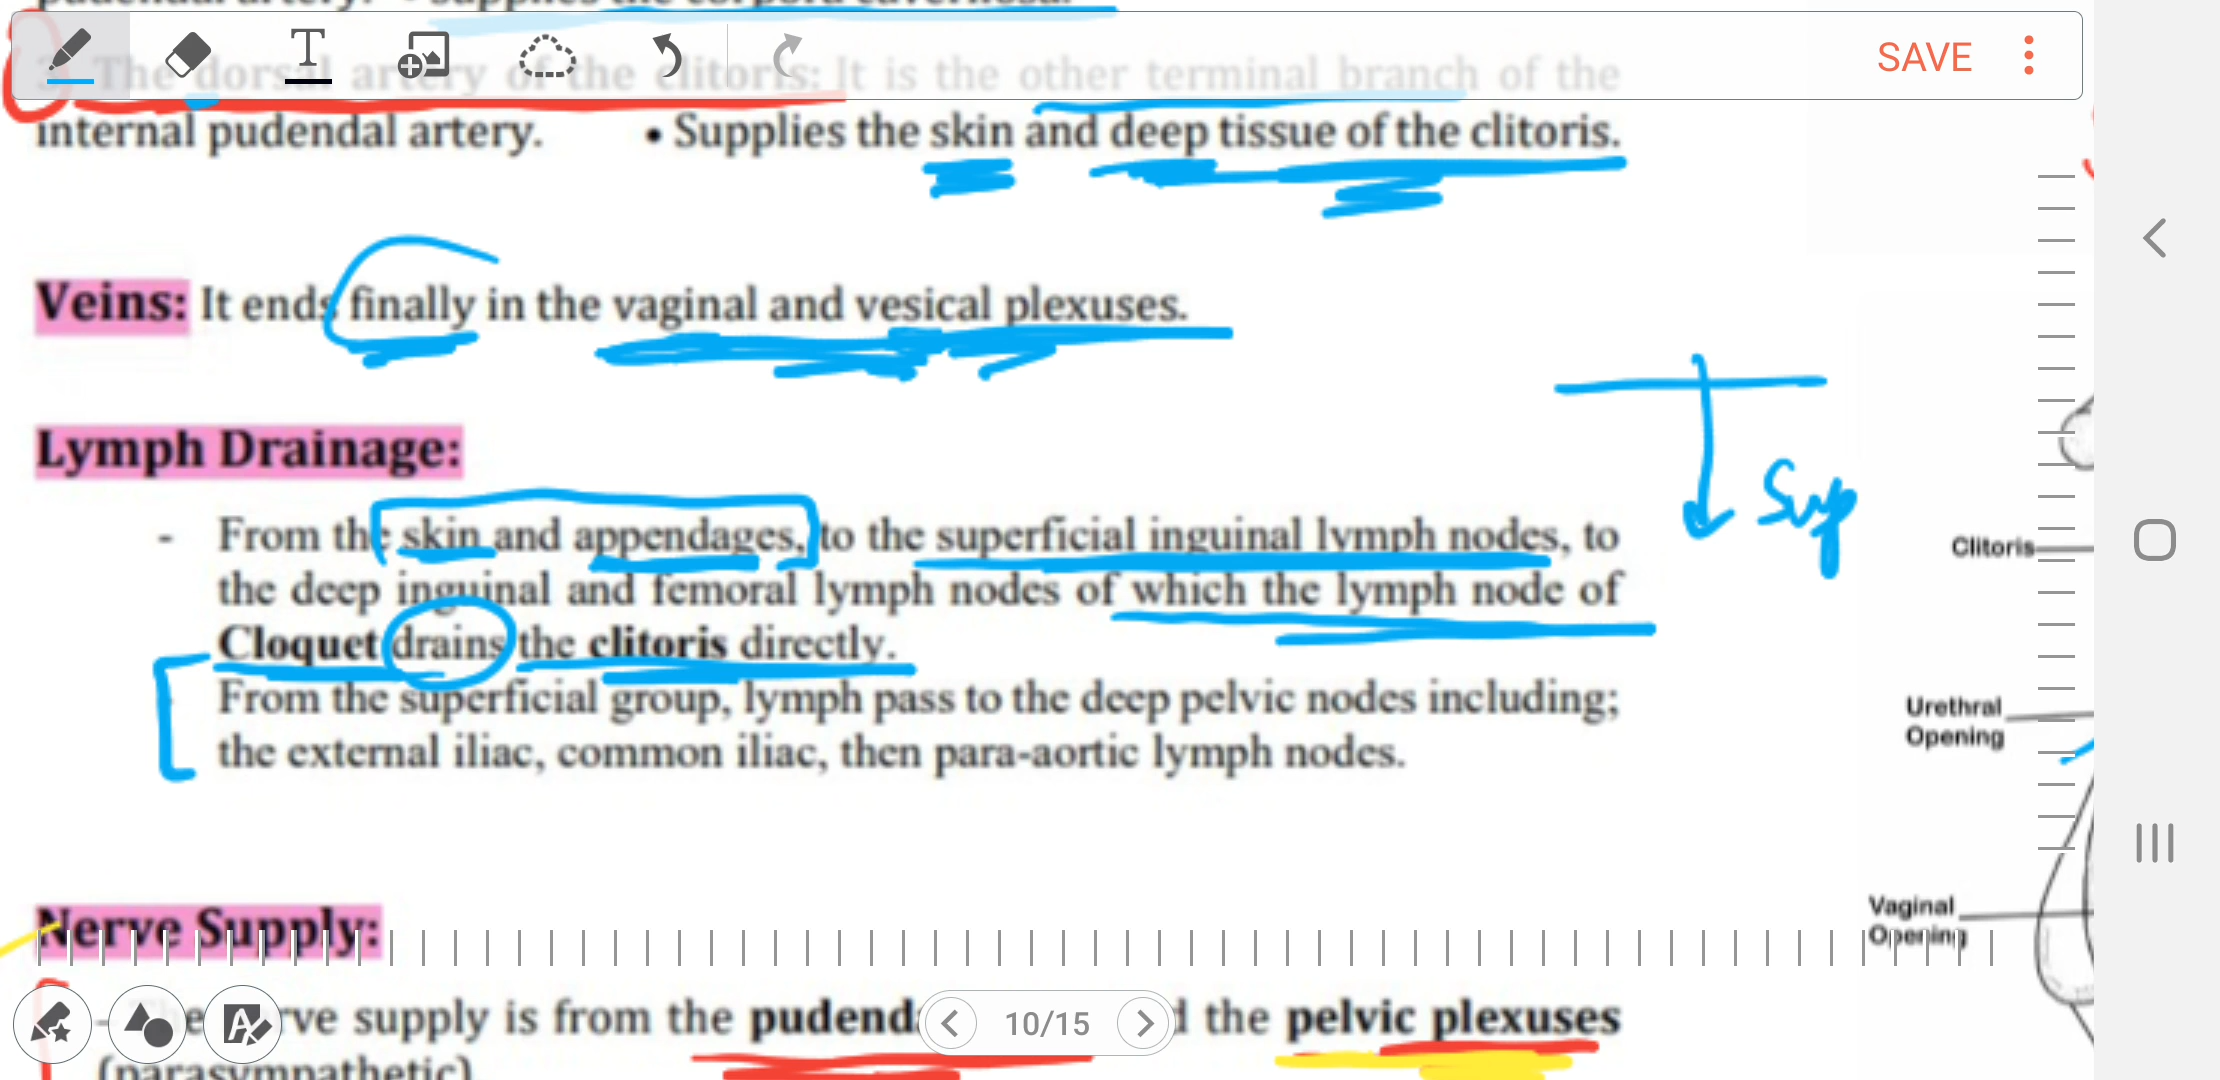 supplies the corpora cavernosa.
SAVE
The dorsal artery of the clitoris: It is the other terminal branch of the
internal pudendal artery. • Supplies the skin and deep tissue of the clitoris.
Veins: It ends finally in the vaginal and vesical plexuses.
Lymph Drainage:
Sup
- From the skin and appendages, to the superficial inguinal lymph nodes, to
the deep inguinal and femoral lymph nodes of which the lymph node of
Cloquet drains the clitoris directly.
From the superficial group, lymph pass to the deep pelvic nodes including;
the external iliac, common iliac, then para-aortic lymph nodes.
Clitoris
Urethral
Opening
Vaginal
Opening
Nerve Supply:
supply is from the the pelvic plexuses
10/15
(parasympathetic)